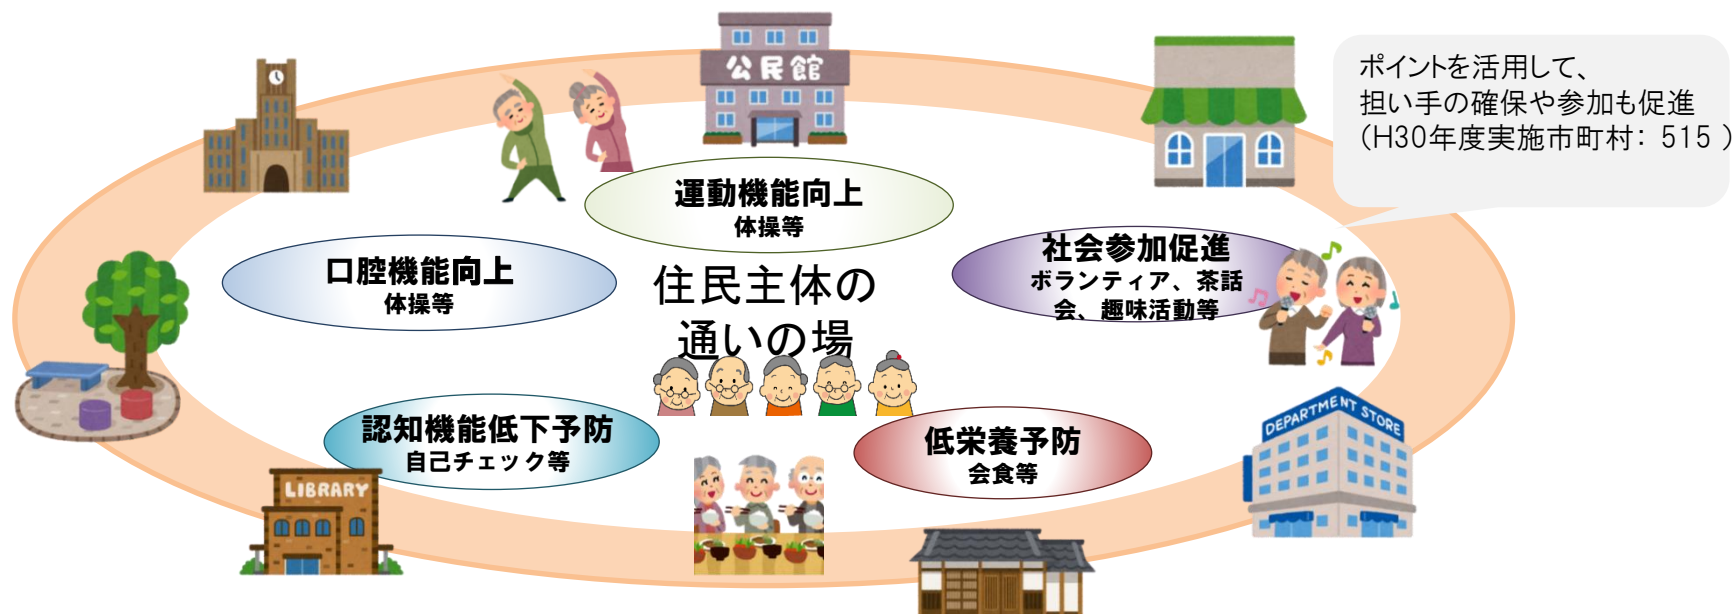 公民館
ポイントを活用して、
担い手の確保や参加も促進
(H30年度実施市町村: 515 )
運動機能向上
体操等
口腔機能向上
体操等
社会参加促進
ボランティア、茶話
会、趣味活動等
住民主体の
通いの場
認知機能低下予防
自己チェック等
低栄養予防
会食等
DEPARTMENT STORE
LIBRARY